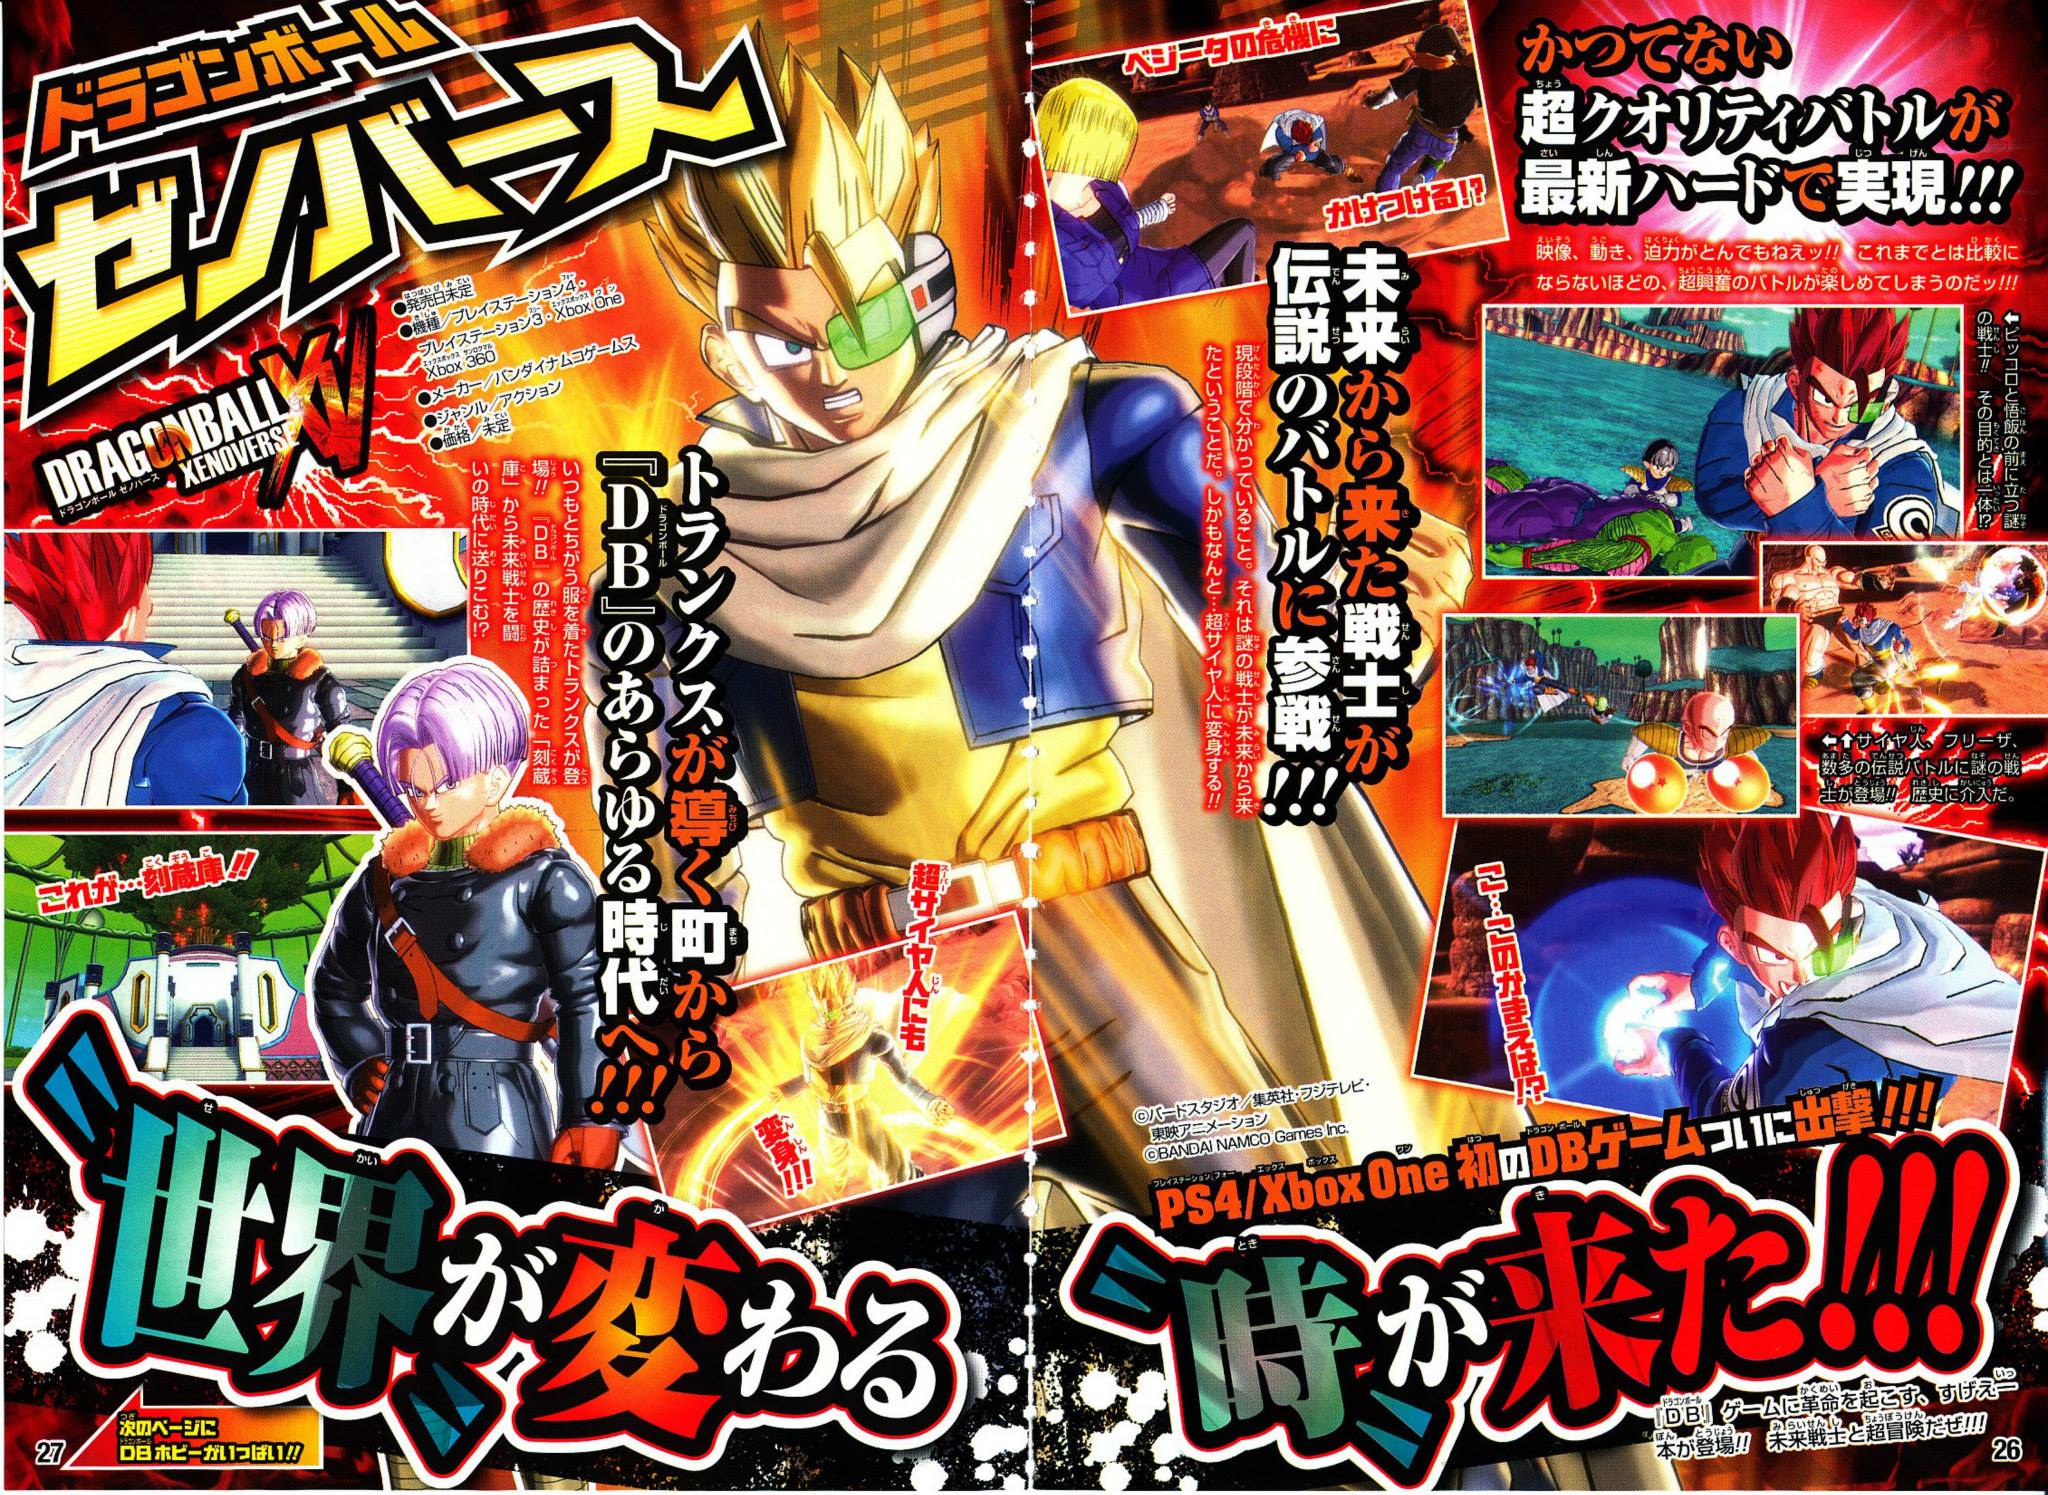 かつてない
超クオリティバトルが
最新ハードで実現!!!
映像、動き、迫力がとんでもねえッ!! これまでとは比較に
ならないほどの、超興奮のバトルが楽しめてしまうのだッ!!!
←ピッコロと悟飯の前に立つ謎
の戦士!! その目的とは一体!?
←↑サイヤ人、フリーザ、
数多の伝説バトルに謎の戦
士が登場!! 歴史に介入だ。
こ…このかまえは!?
ベジータの危機に
かけつける!?
未来から来た戦士が
伝説のバトルに参戦!!!
現段階で分かっていること。それは謎の戦士が未来から来
たということだ。しかもなんと…超サイヤ人に変身する!!
©バードスタジオ/集英社・フジテレビ・
東映アニメーション
©BANDAI NAMCO Games Inc.
PS4/Xbox One 初のDBゲームついに出撃!!!
"時"が来た!!!
『DB』ゲームに革命を起こす、すげえ一
本が登場!! 未来戦士と超冒険だぜ!!!
26
ドラゴンボール
ゼノバース
DRAGONBALL
XENOVERSE
XV
ドラゴンボール ゼノバース
●発売日未定
●機種/プレイステーション4・
プレイステーション3・Xbox One
Xbox 360
●メーカー/バンダイナムコゲームス
●ジャンル/アクション
●価格/未定
トランクスが導く町から
『DB』のあらゆる時代へ!!!
いつもとちがう服を着たトランクスが登
場!! 『DB』の歴史が詰まった「刻蔵
庫」から未来戦士を闘
いの時代に送りこむ!?
これが…刻蔵庫!!
超サイヤ人にも
変身!!!
"世界"が変わる
次のページに
DBホビーがいっぱい!!
27